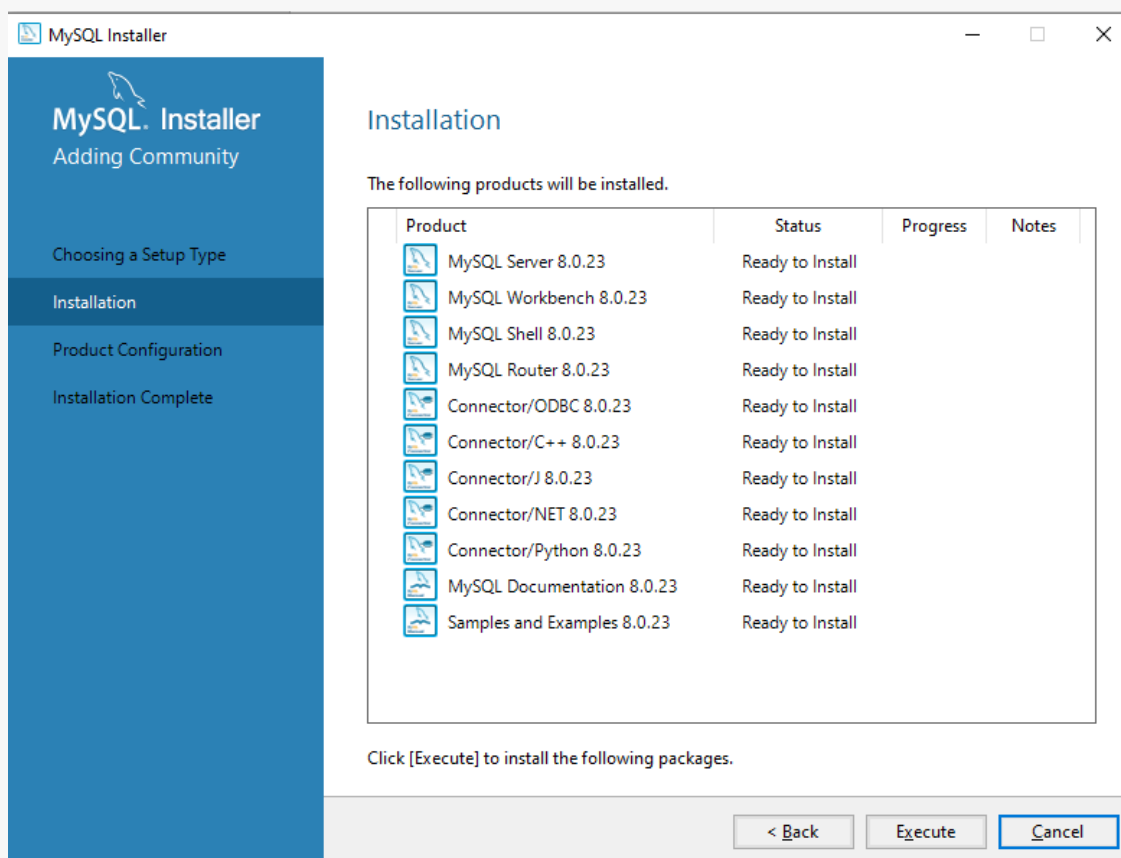 MySQL Installer
MySQL. Installer
Adding Community
Choosing a Setup Type
Installation
Product Configuration
Installation Complete
Installation
The following products will be installed.
Product Status Progress Notes
MySQL Server 8.0.23 Ready to Install
MySQL Workbench 8.0.23 Ready to Install
MySQL Shell 8.0.23 Ready to Install
MySQL Router 8.0.23 Ready to Install
Connector/ODBC 8.0.23 Ready to Install
Connector/C++ 8.0.23 Ready to Install
Connector/J 8.0.23 Ready to Install
Connector/NET 8.0.23 Ready to Install
Connector/Python 8.0.23 Ready to Install
MySQL Documentation 8.0.23 Ready to Install
Samples and Examples 8.0.23 Ready to Install
Click [Execute] to install the following packages.
< Back Execute Cancel